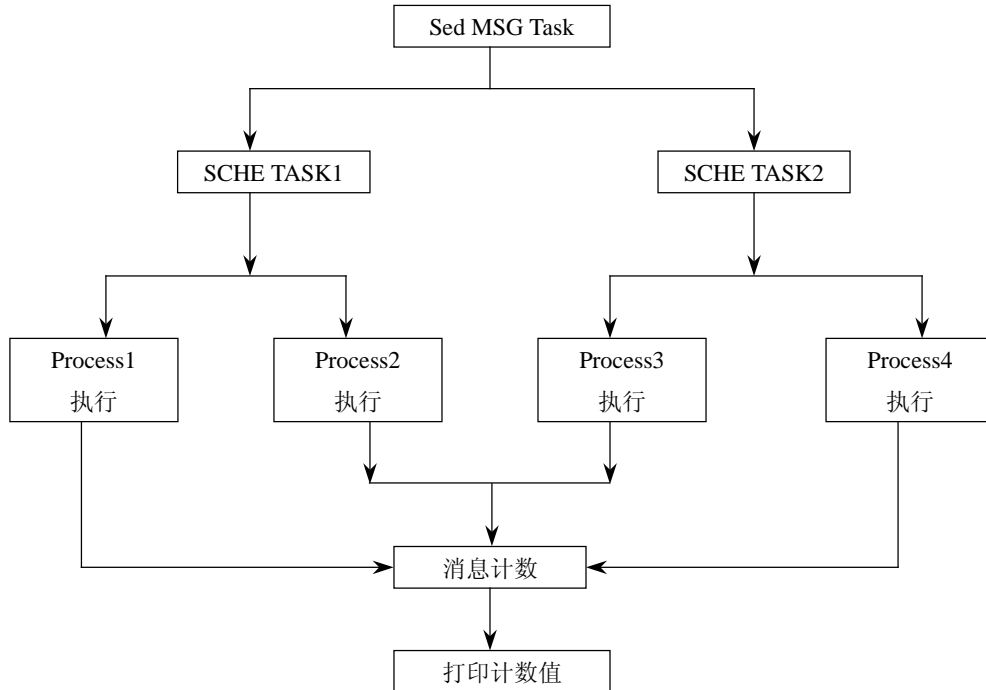 Sed MSG Task
SCHE TASK1
SCHE TASK2
Process1
执行
Process2
执行
Process3
执行
Process4
执行
消息计数
打印计数值